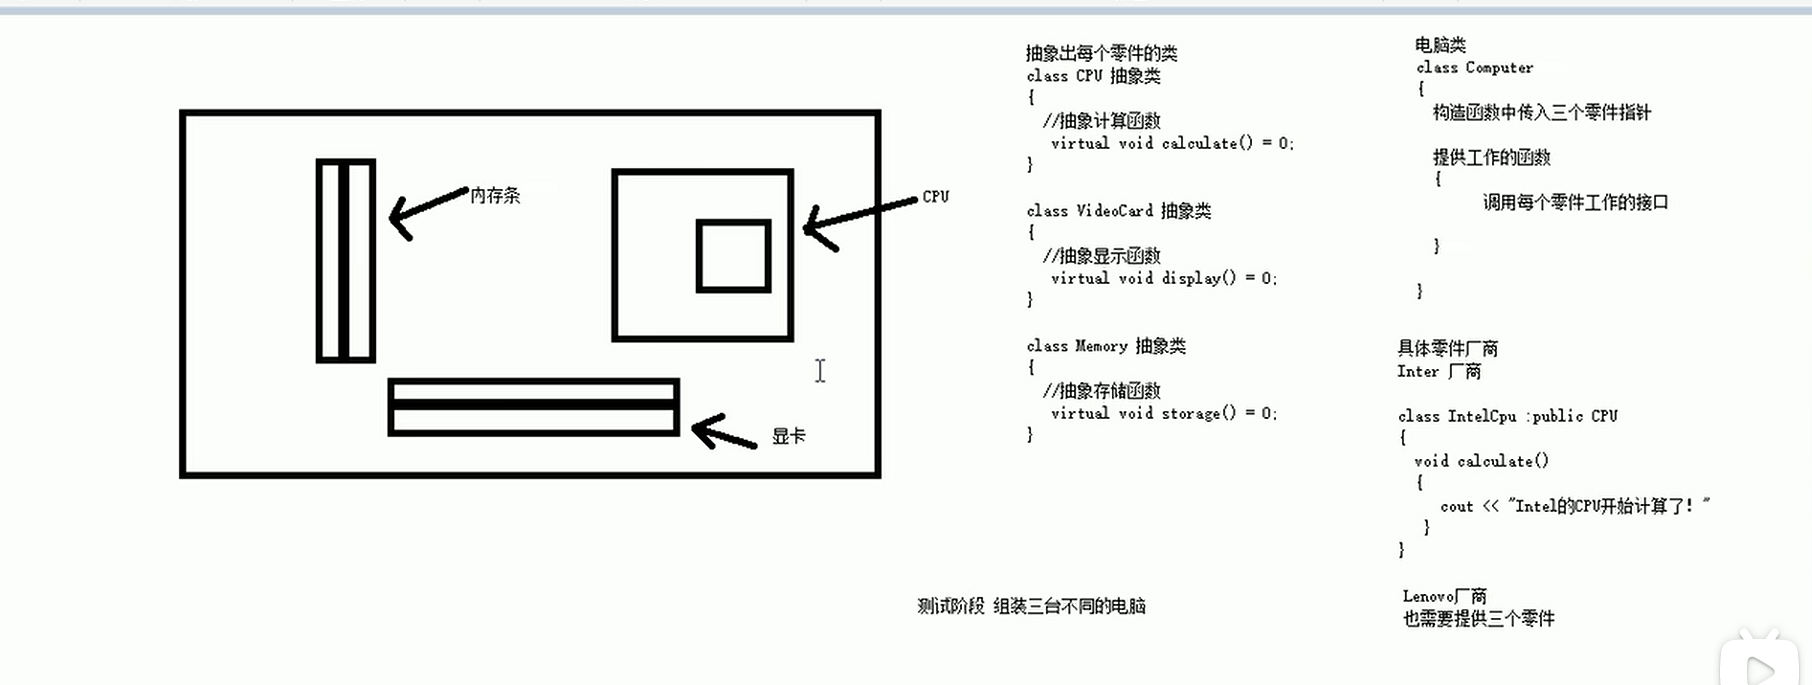 内存条
CPU
显卡
抽象出每个零件的类
class CPU 抽象类
{
//抽象计算函数
virtual void calculate() = 0;
}
class VideoCard 抽象类
{
//抽象显示函数
virtual void display() = 0;
}
class Memory 抽象类
{
//抽象存储函数
virtual void storage() = 0;
}
电脑类
class Computer
{
构造函数中传入三个零件指针
提供工作的函数
{
调用每个零件工作的接口
}
}
具体零件厂商
Inter 厂商
class IntelCpu :public CPU
{
void calculate()
{
cout << "Intel的CPU开始计算了! "
}
}
Lenovo厂商
也需要提供三个零件
测试阶段 组装三台不同的电脑